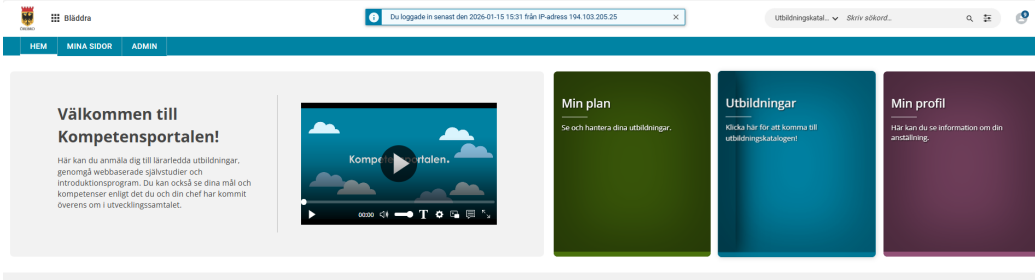 Bläddra
Du loggade in senast den 2026-01-15 15:31 från IP-adress 194.103.205.25
Utbildningskatal...
Skriv sökord...
HEM
MINA SIDOR
ADMIN
Välkommen till
Kompetensportalen!
Här kan du anmäla dig till lärarledda utbildningar,
genomgå webbaserade självstudier och
introduktionsprogram. Du kan också se dina mål och
kompetenser enligt det du och din chef har kommit
överens om i utvecklingssamtalet.
00:00
T
Min plan
Se och hantera dina utbildningar.
Utbildningar
Klicka här för att komma till
utbildningskatalogen!
Min profil
Här kan du se information om din
anställning.